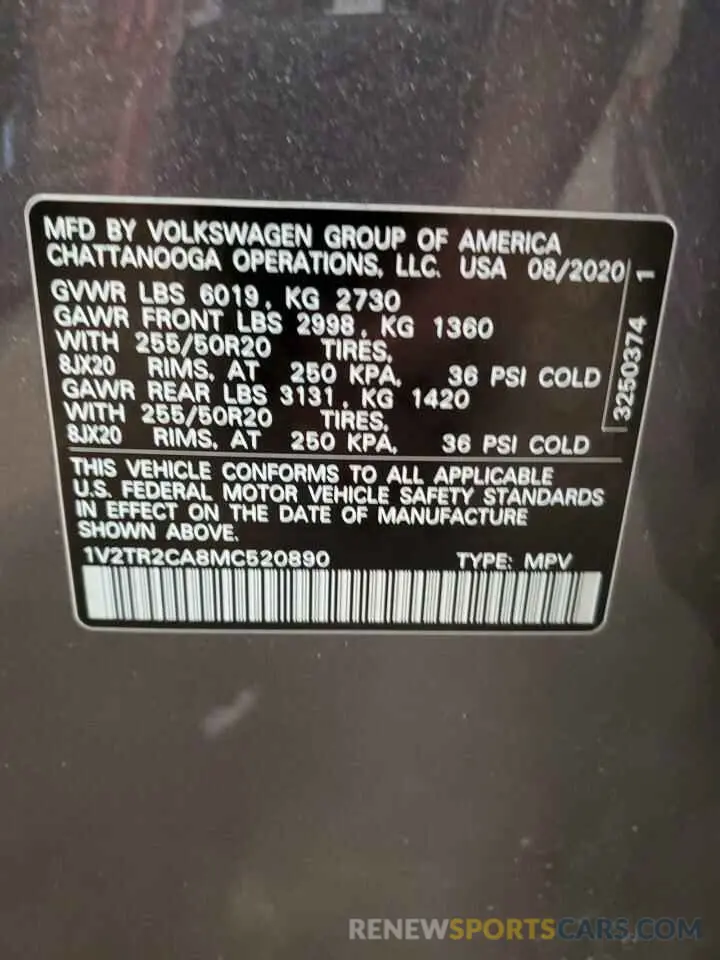 MFD BY VOLKSWAGEN GROUP OF AMERICA
CHATTANOOGA OPERATIONS, LLC. USA 08/2020
GVWR LBS 6019, KG 2730
GAWR FRONT LBS 2998, KG 1360
WITH 255/50R20 TIRES,
8JX20 RIMS, AT 250 KPA, 36 PSI COLD
GAWR REAR LBS 3131, KG 1420
WITH 255/50R20 TIRES,
8JX20 RIMS, AT 250 KPA, 36 PSI COLD
3250374 1
THIS VEHICLE CONFORMS TO ALL APPLICABLE
U.S. FEDERAL MOTOR VEHICLE SAFETY STANDARDS
IN EFFECT ON THE DATE OF MANUFACTURE
SHOWN ABOVE.
1V2TR2CA8MC520890 TYPE: MPV
RENEWSPORTSCARS.COM